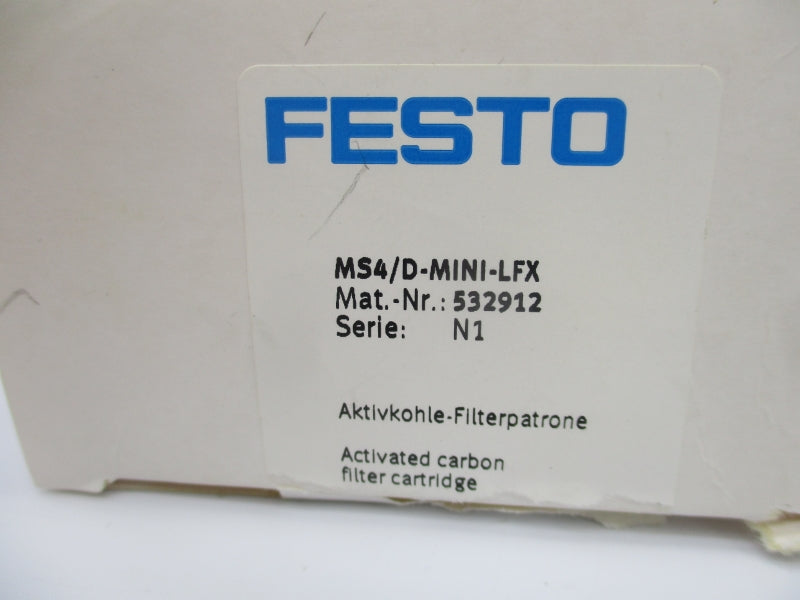 FESTO
MS4/D-MINI-LFX
Mat.-Nr.: 532912
Serie: N1
Aktivkohle-Filterpatrone
Activated carbon
filter cartridge